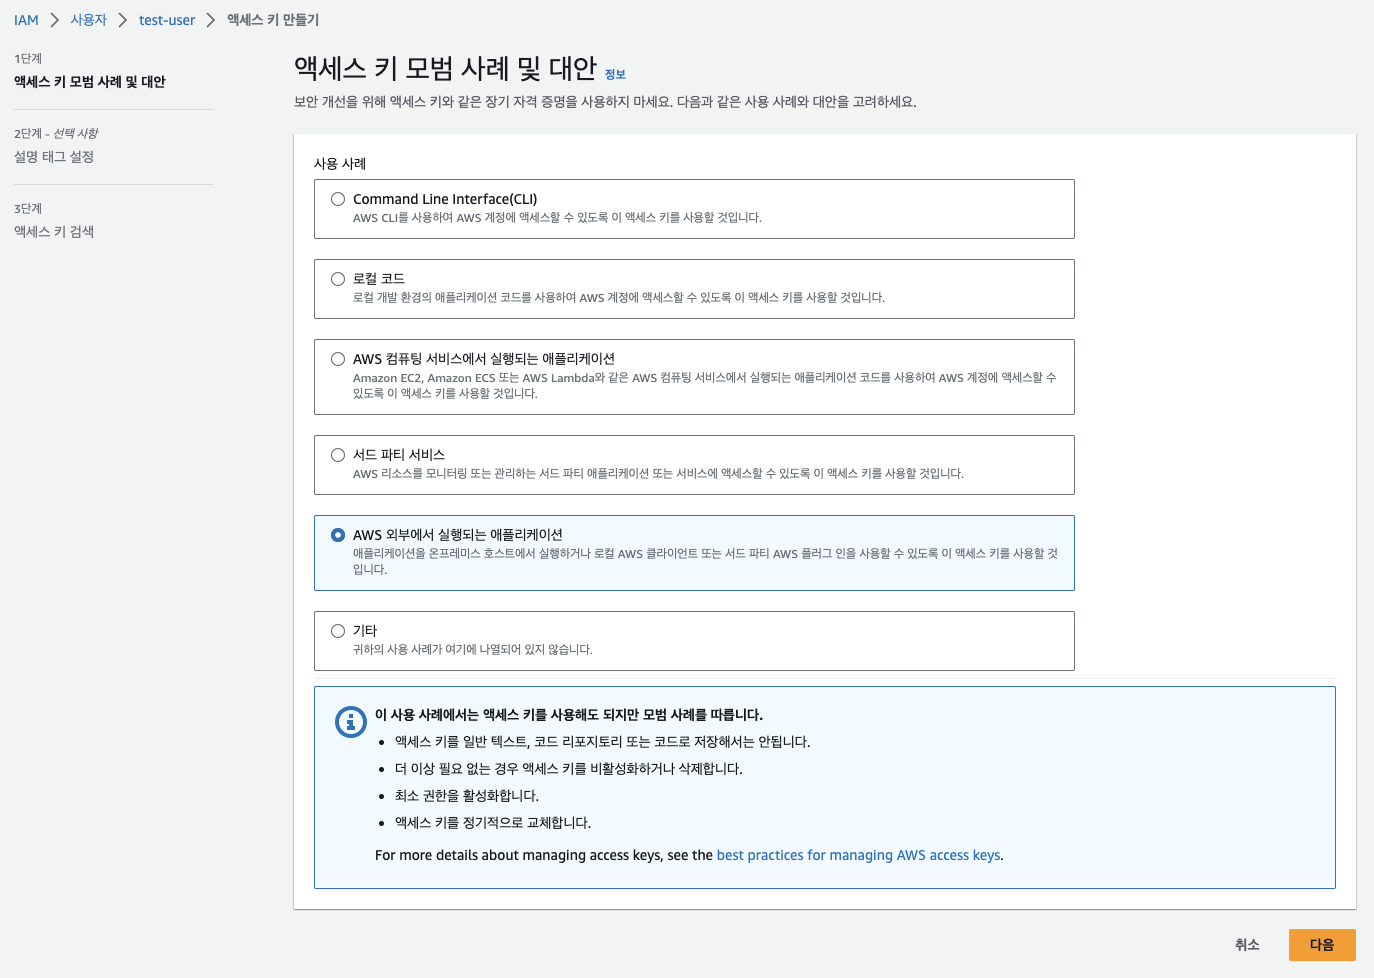 IAM > 사용자 > test-user > 액세스 키 만들기
1단계
액세스 키 모범 사례 및 대안
2단계 - 선택 사항
설명 태그 설정
3단계
액세스 키 검색
액세스 키 모범 사례 및 대안 정보
보안 개선을 위해 액세스 키와 같은 장기 자격 증명을 사용하지 마세요. 다음과 같은 사용 사례와 대안을 고려하세요.
사용 사례
Command Line Interface(CLI)
AWS CLI를 사용하여 AWS 계정에 액세스할 수 있도록 이 액세스 키를 사용할 것입니다.
로컬 코드
로컬 개발 환경의 애플리케이션 코드를 사용하여 AWS 계정에 액세스할 수 있도록 이 액세스 키를 사용할 것입니다.
AWS 컴퓨팅 서비스에서 실행되는 애플리케이션
Amazon EC2, Amazon ECS 또는 AWS Lambda와 같은 AWS 컴퓨팅 서비스에서 실행되는 애플리케이션 코드를 사용하여 AWS 계정에 액세스할 수
있도록 이 액세스 키를 사용할 것입니다.
서드 파티 서비스
AWS 리소스를 모니터링 또는 관리하는 서드 파티 애플리케이션 또는 서비스에 액세스할 수 있도록 이 액세스 키를 사용할 것입니다.
AWS 외부에서 실행되는 애플리케이션
애플리케이션을 온프레미스 호스트에서 실행하거나 로컬 AWS 클라이언트 또는 서드 파티 AWS 플러그 인을 사용할 수 있도록 이 액세스 키를 사용할 것
입니다.
기타
귀하의 사용 사례가 여기에 나열되어 있지 않습니다.
이 사용 사례에서는 액세스 키를 사용해도 되지만 모범 사례를 따릅니다.
• 액세스 키를 일반 텍스트, 코드 리포지토리 또는 코드로 저장해서는 안됩니다.
• 더 이상 필요 없는 경우 액세스 키를 비활성화하거나 삭제합니다.
• 최소 권한을 활성화합니다.
• 액세스 키를 정기적으로 교체합니다.
For more details about managing access keys, see the best practices for managing AWS access keys.
취소 다음